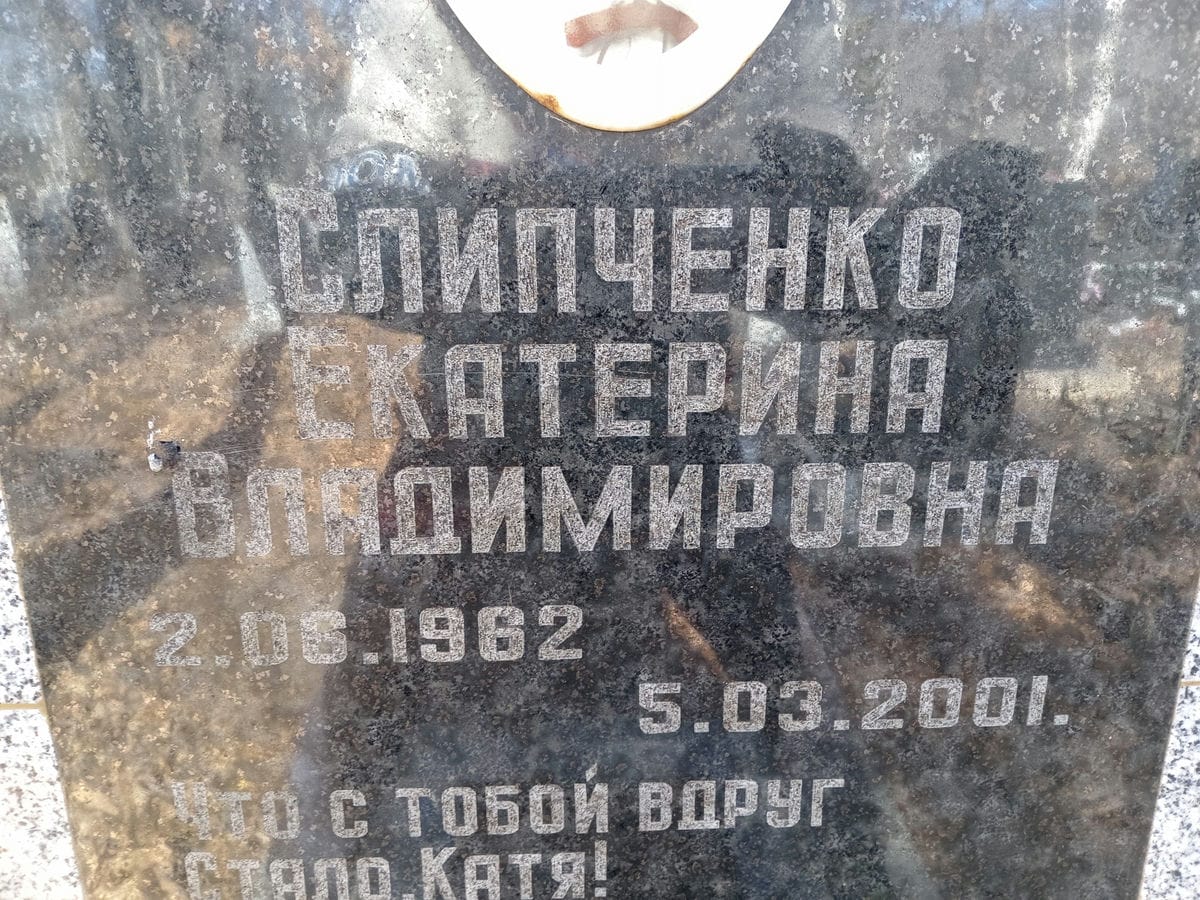 Слипченко
Екатерина
Владимировна
2.06.1962
5.03.2001.
Что с тобой вдруг
Стало, Катя!